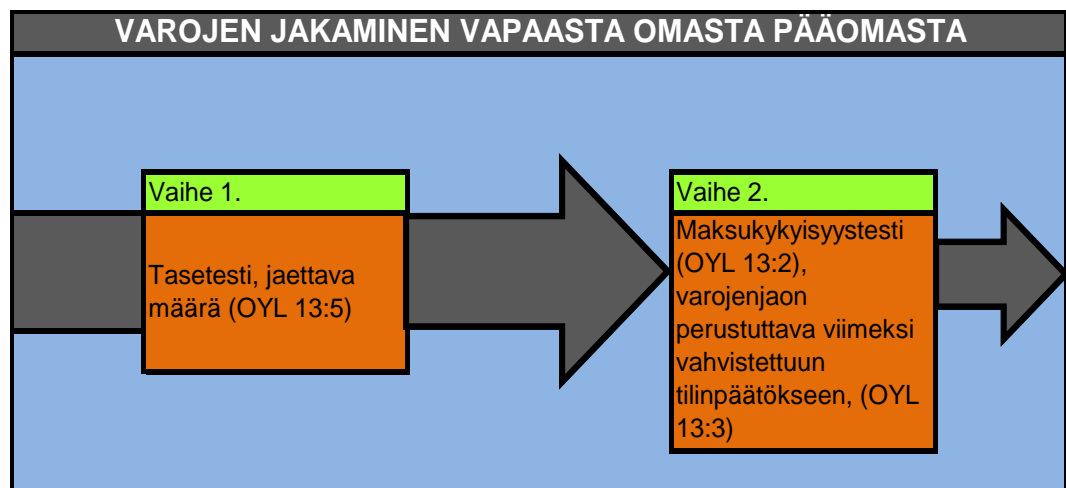 VAROJEN JAKAMINEN VAPAASTA OMASTA PÄÄOMASTA
Vaihe 1.
Tasetesti, jaettava
määrä (OYL 13:5)
Vaihe 2.
Maksukykyisyystesti
(OYL 13:2),
varojenjaon
perustuttava viimeksi
vahvistettuun
tilinpäätökseen, (OYL
13:3)